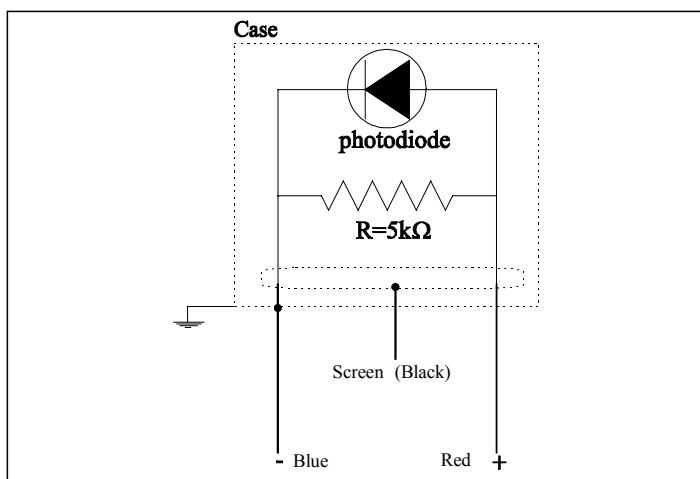 Case
photodiode
R=5kΩ
Screen (Black)
- Blue Red +